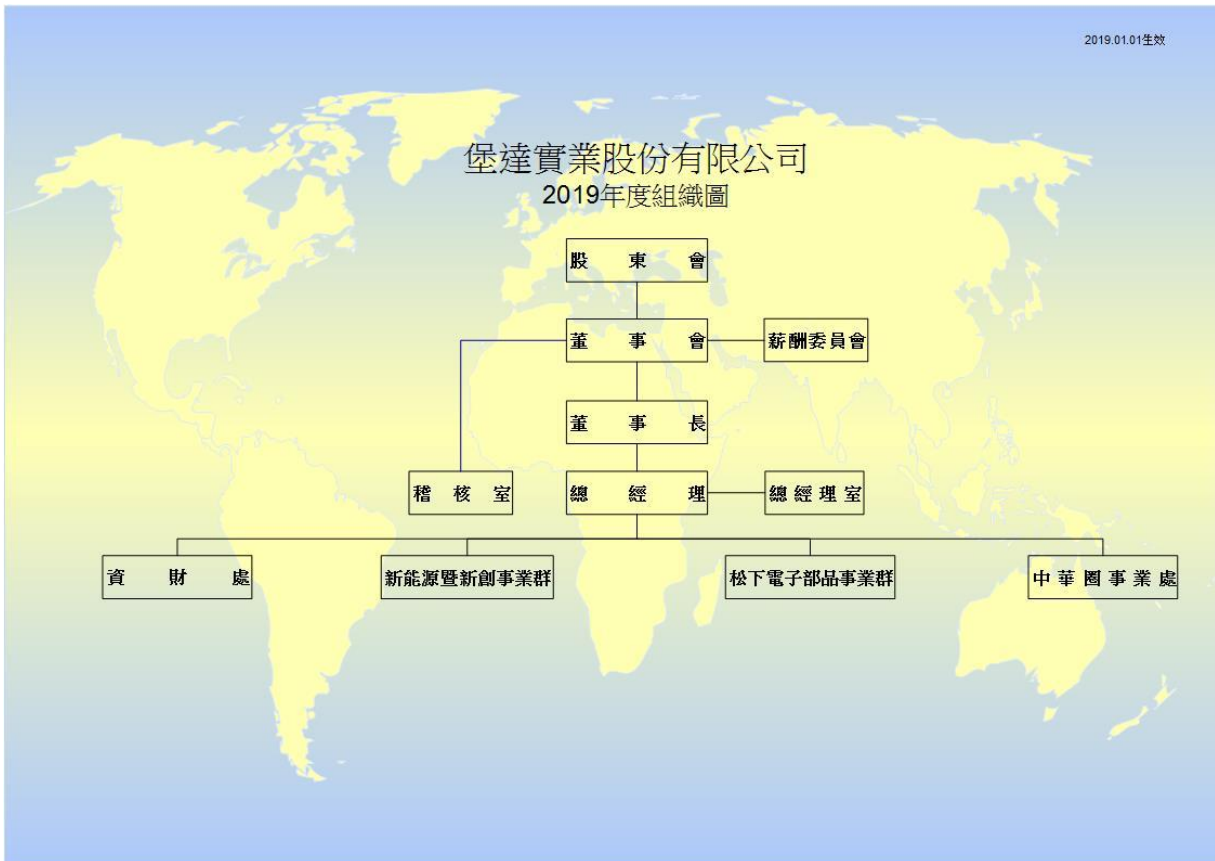 2019.01.01生效
堡達實業股份有限公司
2019年度組織圖
股東會
董事會
薪酬委員會
董事長
稽核室
總經理
總經理室
資財處
新能源暨新創事業群
松下電子部品事業群
中華圈事業處